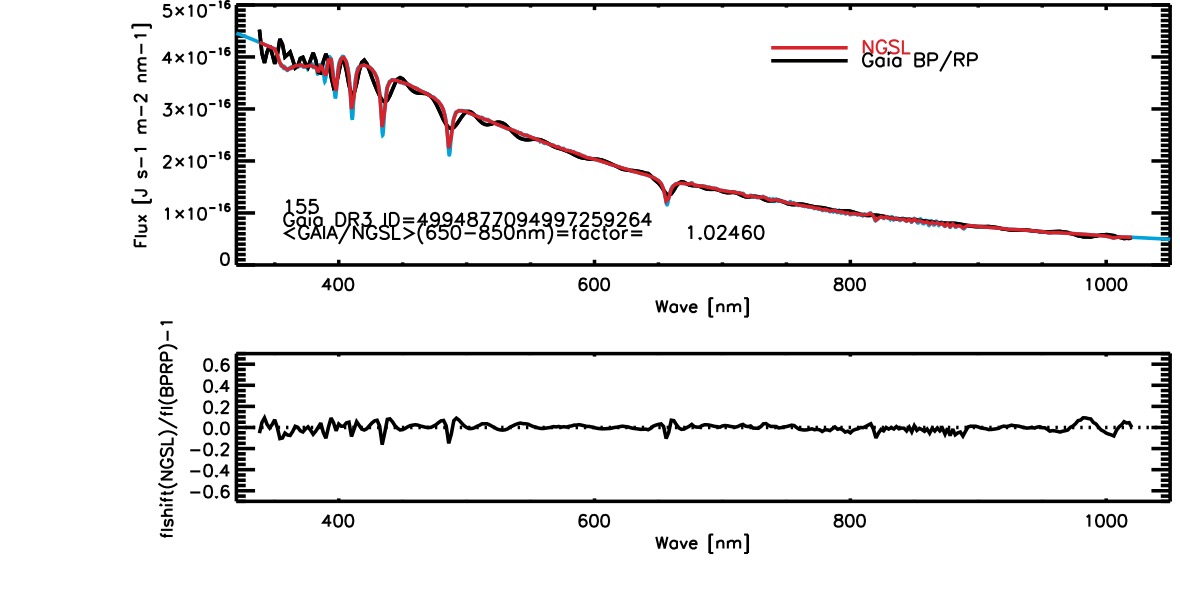 5×10−16
4×10−16
3×10−16
2×10−16
1×10−16
0
Flux [J s−1 m−2 nm−1]
NGSL
Gaia BP/RP
155
Gaia DR3 ID=4994877094997259264
<GAIA/NGSL>(650−850nm)=factor= 1.02460
400 600 800 1000
Wave [nm]
flshift(NGSL)/fl(BPRP)−1
0.6
0.4
0.2
0.0
−0.2
−0.4
−0.6
400 600 800 1000
Wave [nm]